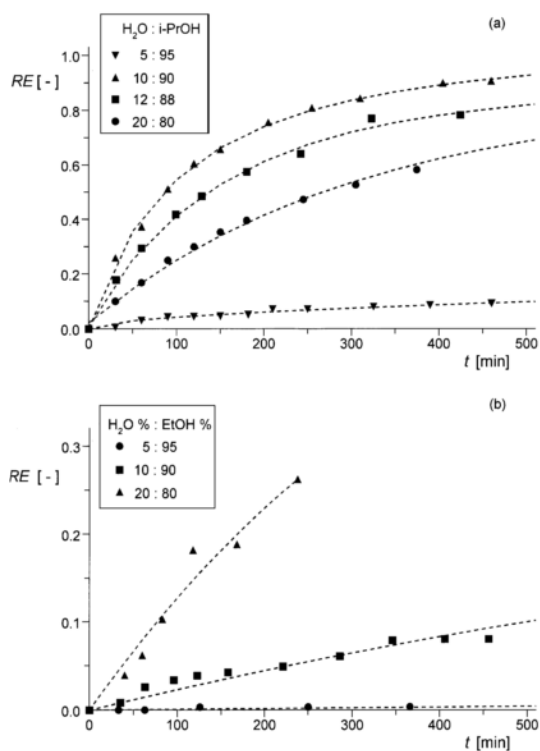 (a)
H₂O : i-PrOH
5 : 95
10 : 90
12 : 88
20 : 80
RE [ - ]
1.0
0.8
0.6
0.4
0.2
0.0
0 100 200 300 400 500
t [min]
(b)
H₂O % : EtOH %
5 : 95
10 : 90
20 : 80
RE [ - ]
0.3
0.2
0.1
0.0
0 100 200 300 400 500
t [min]